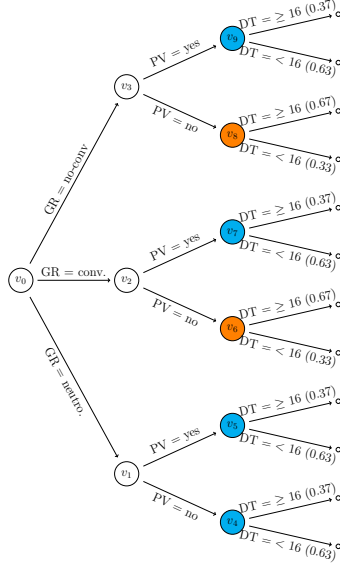 DT = ≥ 16 (0.37)
PV = yes
v₉
DT = < 16 (0.63)
v₃
DT = ≥ 16 (0.67)
PV = no
v₈
DT = < 16 (0.33)
GR = no-conv
DT = ≥ 16 (0.37)
PV = yes
v₇
DT = < 16 (0.63)
v₀
GR = conv.
v₂
DT = ≥ 16 (0.67)
PV = no
v₆
DT = < 16 (0.33)
GR = neutro.
DT = ≥ 16 (0.37)
PV = yes
v₅
DT = < 16 (0.63)
v₁
DT = ≥ 16 (0.37)
PV = no
v₄
DT = < 16 (0.63)